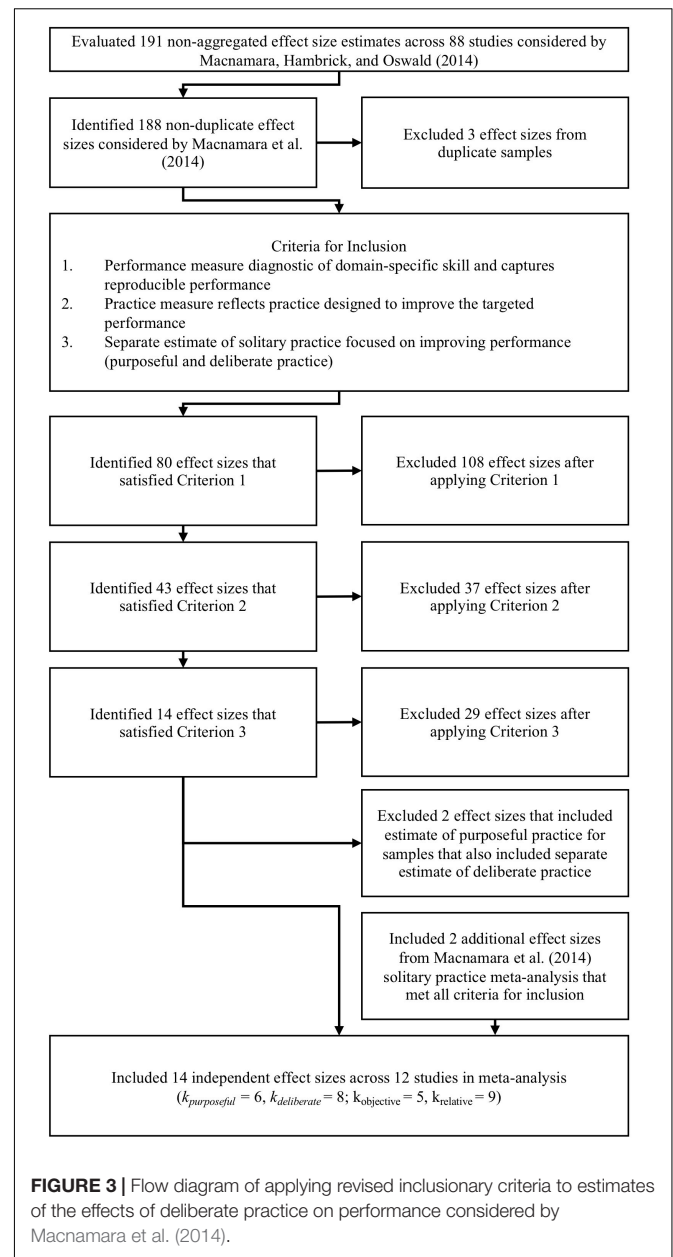 Evaluated 191 non-aggregated effect size estimates across 88 studies considered by
Macnamara, Hambrick, and Oswald (2014)
Identified 188 non-duplicate effect
sizes considered by Macnamara et al.
(2014)
Excluded 3 effect sizes from
duplicate samples
Criteria for Inclusion
1. Performance measure diagnostic of domain-specific skill and captures
reproducible performance
2. Practice measure reflects practice designed to improve the targeted
performance
3. Separate estimate of solitary practice focused on improving performance
(purposeful and deliberate practice)
Identified 80 effect sizes that
satisfied Criterion 1
Excluded 108 effect sizes after
applying Criterion 1
Identified 43 effect sizes that
satisfied Criterion 2
Excluded 37 effect sizes after
applying Criterion 2
Identified 14 effect sizes that
satisfied Criterion 3
Excluded 29 effect sizes after
applying Criterion 3
Excluded 2 effect sizes that included
estimate of purposeful practice for
samples that also included separate
estimate of deliberate practice
Included 2 additional effect sizes
from Macnamara et al. (2014)
solitary practice meta-analysis that
met all criteria for inclusion
Included 14 independent effect sizes across 12 studies in meta-analysis
(k purposeful = 6, k deliberate = 8; k objective = 5, k relative = 9)
FIGURE 3 | Flow diagram of applying revised inclusionary criteria to estimates
of the effects of deliberate practice on performance considered by
Macnamara et al. (2014).